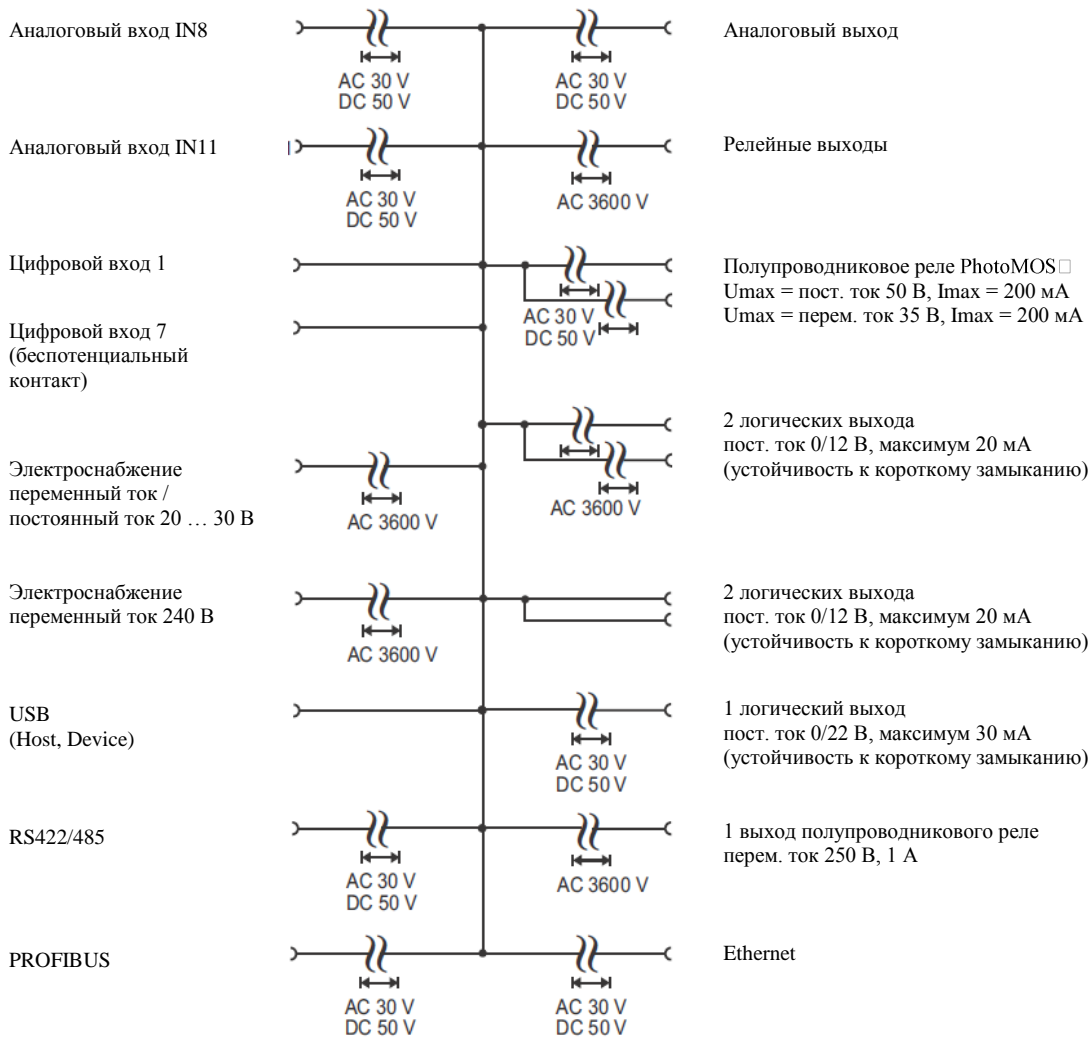 Аналоговый вход IN8
AC 30 V
DC 50 V
AC 30 V
DC 50 V
Аналоговый выход
Аналоговый вход IN11
AC 30 V
DC 50 V
AC 3600 V
Релейные выходы
Цифровой вход 1
AC 30 V
DC 50 V
Полупроводниковое реле PhotoMOS□
Umax = пост. ток 50 В, Imax = 200 мА
Umax = перем. ток 35 В, Imax = 200 мА
Цифровой вход 7
(беспотенциальный
контакт)
AC 3600 V
2 логических выхода
пост. ток 0/12 В, максимум 20 мА
(устойчивость к короткому замыканию)
Электроснабжение
переменный ток /
постоянный ток 20 … 30 В
AC 3600 V
Электроснабжение
переменный ток 240 В
AC 3600 V
2 логических выхода
пост. ток 0/12 В, максимум 20 мА
(устойчивость к короткому замыканию)
USB
(Host, Device)
AC 30 V
DC 50 V
1 логический выход
пост. ток 0/22 В, максимум 30 мА
(устойчивость к короткому замыканию)
RS422/485
AC 30 V
DC 50 V
AC 3600 V
1 выход полупроводникового реле
перем. ток 250 В, 1 А
PROFIBUS
AC 30 V
DC 50 V
AC 30 V
DC 50 V
Ethernet